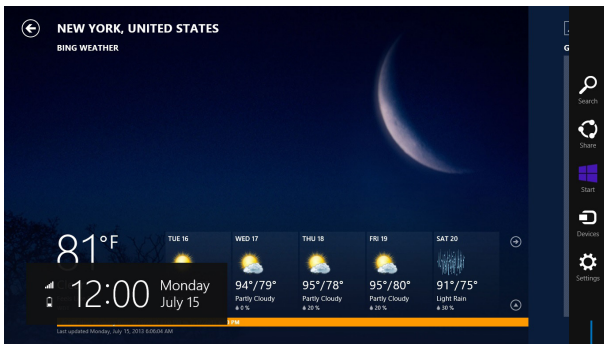 NEW YORK, UNITED STATES
BING WEATHER
Search
Share
Start
Devices
Settings
81°F
TUE 16
WED 17
94°/79°
Partly Cloudy
0 %
THU 18
95°/78°
Partly Cloudy
20 %
FRI 19
95°/80°
Partly Cloudy
20 %
SAT 20
91°/75°
Light Rain
30 %
12:00
Monday
July 15
PM
Last updated Monday, July 15, 2013 6:06:04 AM